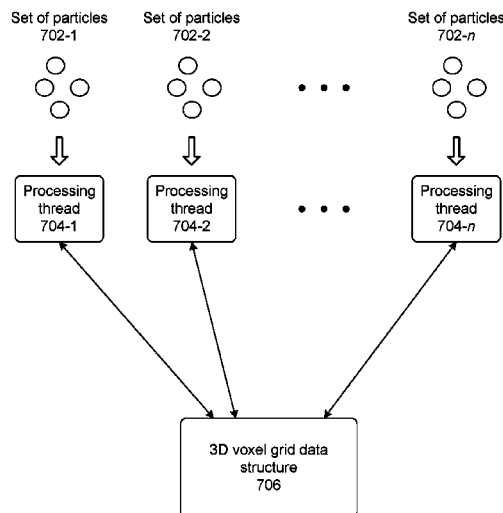 Set of particles
702-1
Set of particles
702-2
Set of particles
702-n
Processing
thread
704-1
Processing
thread
704-2
Processing
thread
704-n
3D voxel grid data
structure
706